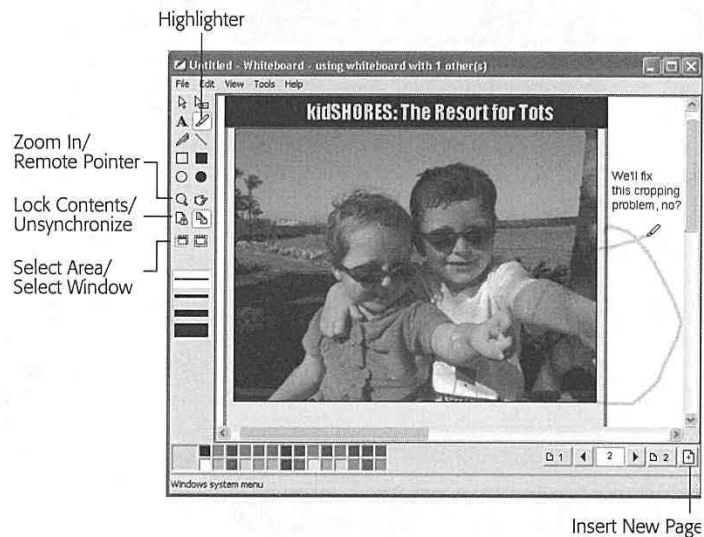 Highlighter
Untitled - Whiteboard - using whiteboard with 1 other(s)
File Edit View Tools Help
A
kidSHORES: The Resort for Tots
Zoom In/
Remote Pointer
We'll fix
this cropping
problem, no?
Lock Contents/
Unsynchronize
Select Area/
Select Window
1 2 2
Windows system menu
Insert New Page